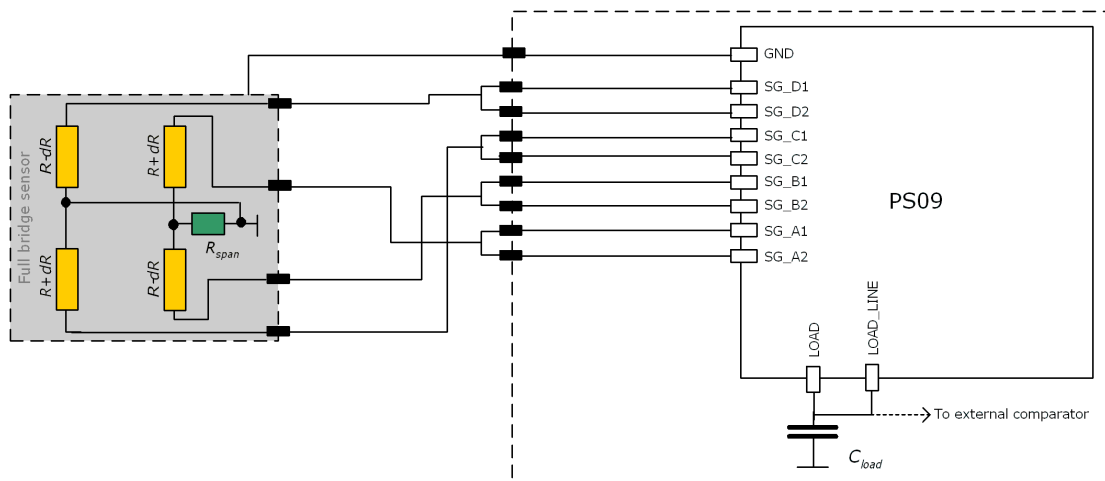 GND
SG_D1
SG_D2
SG_C1
SG_C2
SG_B1
SG_B2
SG_A1
SG_A2
PS09
LOAD
LOAD_LINE
To external comparator
Cload
Full bridge sensor
R-dR
R+dR
R+dR
R-dR
Rspan